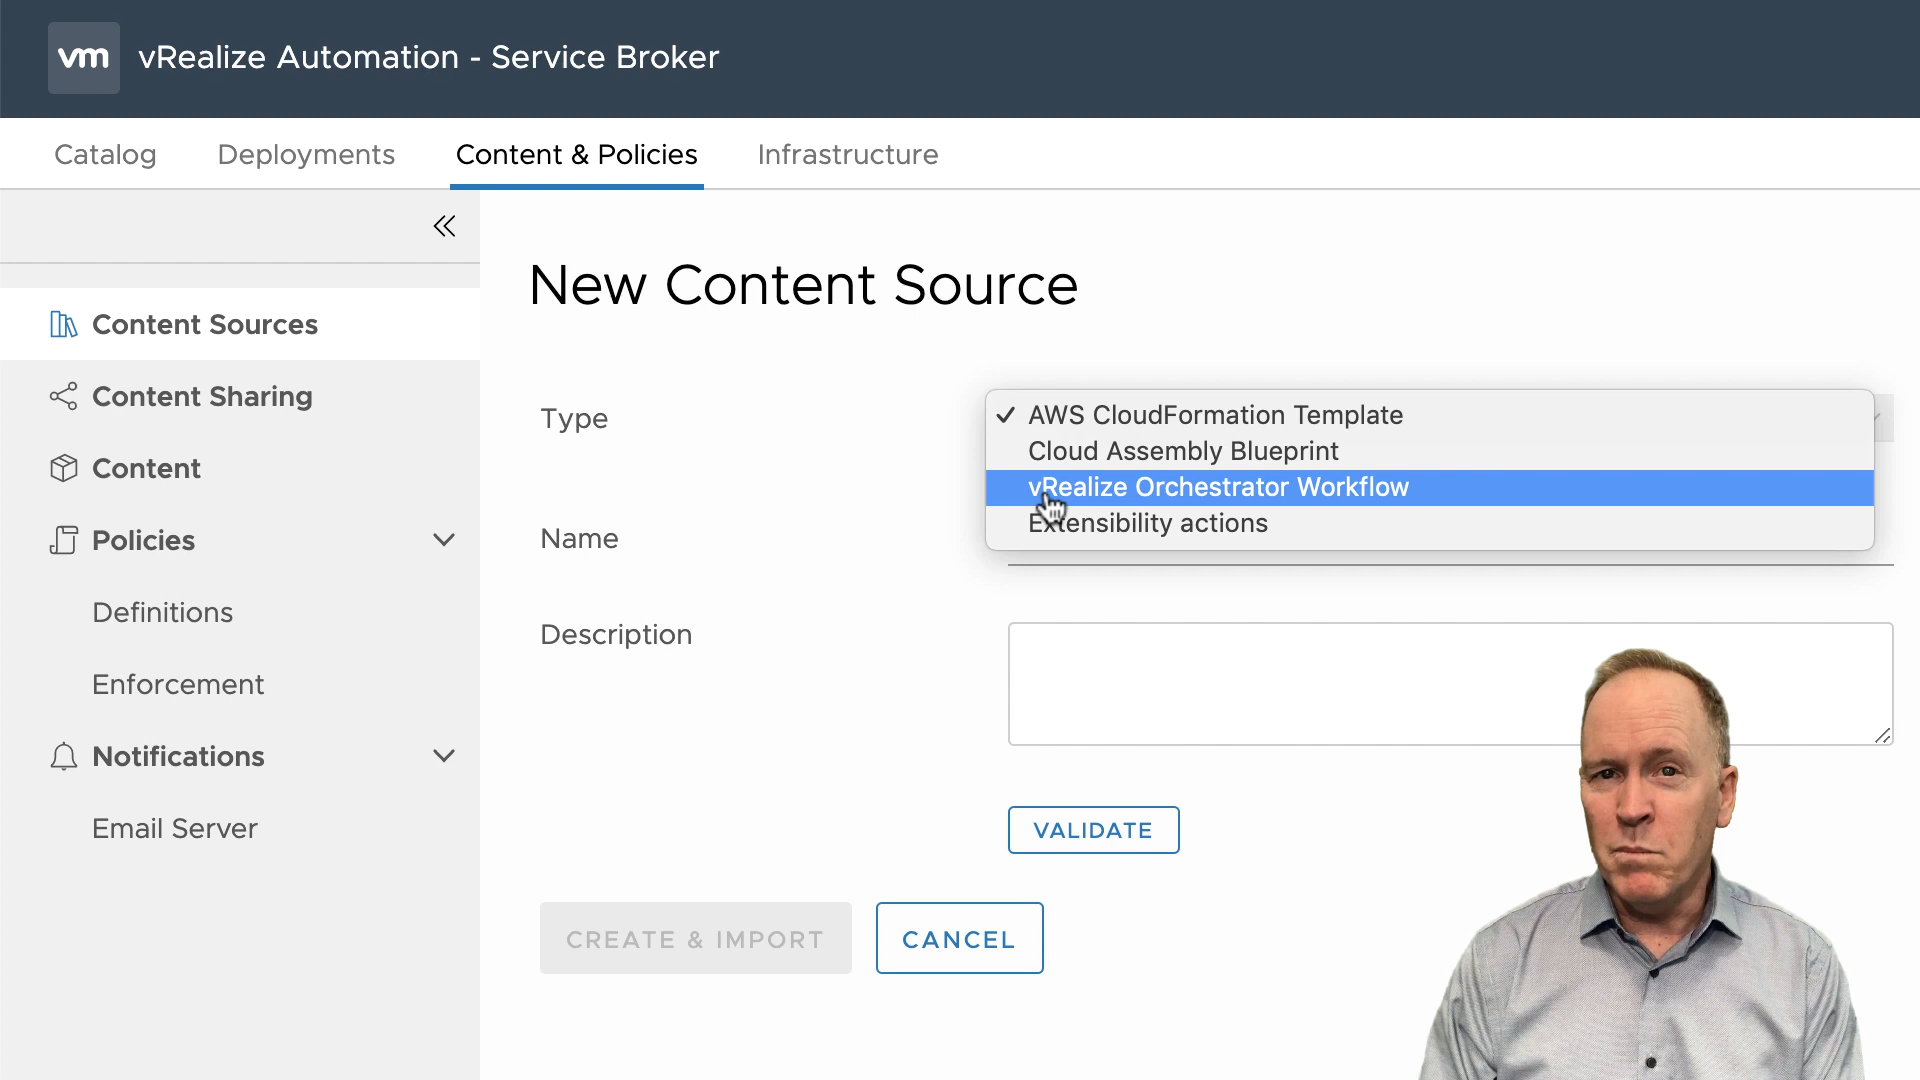 vm vRealize Automation - Service Broker
Catalog Deployments Content & Policies Infrastructure
Content Sources
Content Sharing
Content
Policies
Definitions
Enforcement
Notifications
Email Server
New Content Source
Type
✓ AWS CloudFormation Template
Cloud Assembly Blueprint
vRealize Orchestrator Workflow
Extensibility actions
Name
Description
VALIDATE
CREATE & IMPORT CANCEL